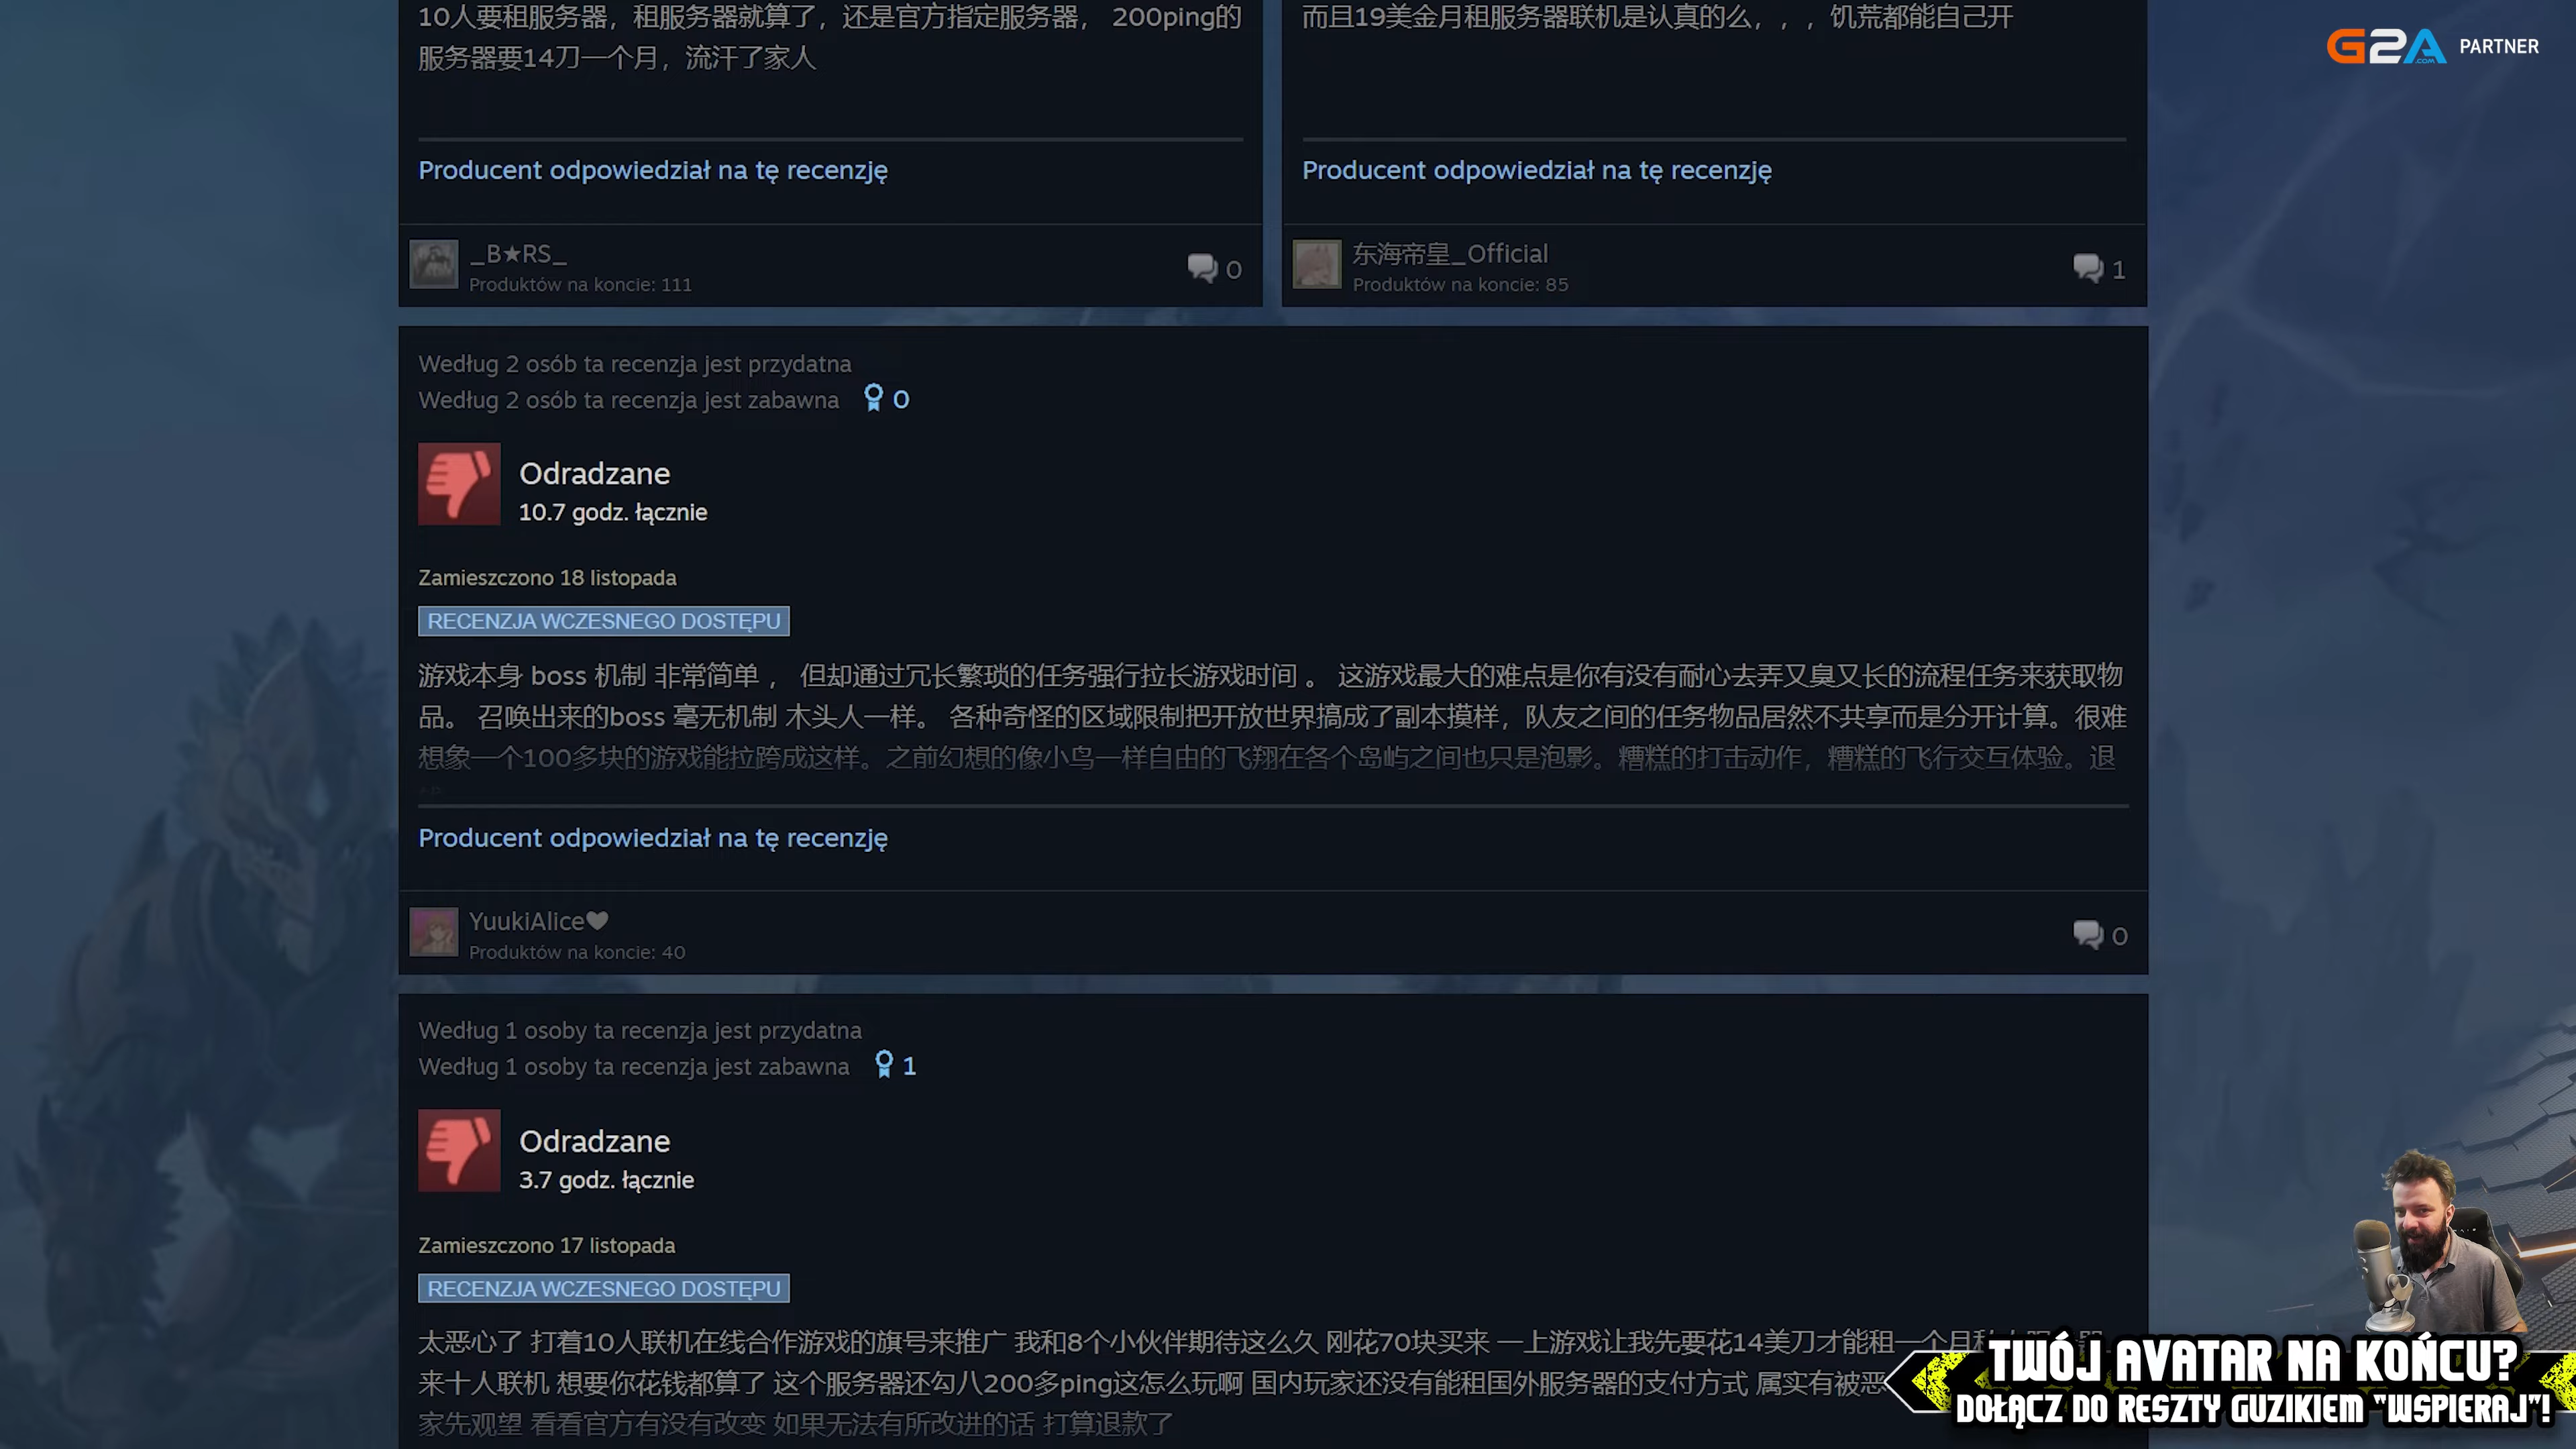 10人要租服务器，租服务器就算了，还是官方指定服务器， 200ping的
服务器要14刀一个月，流汗了家人
Producent odpowiedział na tę recenzję
_B★RS_
Produktów na koncie: 111
0
而且19美金月租服务器联机是认真的么，，，饥荒都能自己开
Producent odpowiedział na tę recenzję
东海帝皇_Official
Produktów na koncie: 85
1
G2A.COM PARTNER
Według 2 osób ta recenzja jest przydatna
Według 2 osób ta recenzja jest zabawna 0
Odradzane
10.7 godz. łącznie
Zamieszczono 18 listopada
RECENZJA WCZESNEGO DOSTĘPU
游戏本身 boss 机制 非常简单 ， 但却通过冗长繁琐的任务强行拉长游戏时间 。 这游戏最大的难点是你有没有耐心去弄又臭又长的流程任务来获取物
品。 召唤出来的boss 毫无机制 木头人一样。 各种奇怪的区域限制把开放世界搞成了副本摸样，队友之间的任务物品居然不共享而是分开计算。很难
想象一个100多块的游戏能拉跨成这样。之前幻想的像小鸟一样自由的飞翔在各个岛屿之间也只是泡影。糟糕的打击动作，糟糕的飞行交互体验。退
Producent odpowiedział na tę recenzję
YuukiAlice♥
Produktów na koncie: 40
0
Według 1 osoby ta recenzja jest przydatna
Według 1 osoby ta recenzja jest zabawna 1
Odradzane
3.7 godz. łącznie
Zamieszczono 17 listopada
RECENZJA WCZESNEGO DOSTĘPU
太恶心了 打着10人联机在线合作游戏的旗号来推广 我和8个小伙伴期待这么久 刚花70块买来 一上游戏让我先要花14美刀才能租一个月
来十人联机 想要你花钱都算了 这个服务器还勾八200多ping这怎么玩啊 国内玩家还没有能租国外服务器的支付方式 属实有被恶
家先观望 看看官方有没有改变 如果无法有所改进的话 打算退款了
TWÓJ AVATAR NA KOŃCU?
DOŁĄCZ DO RESZTY GUZIKIEM "WSPIERAJ"!